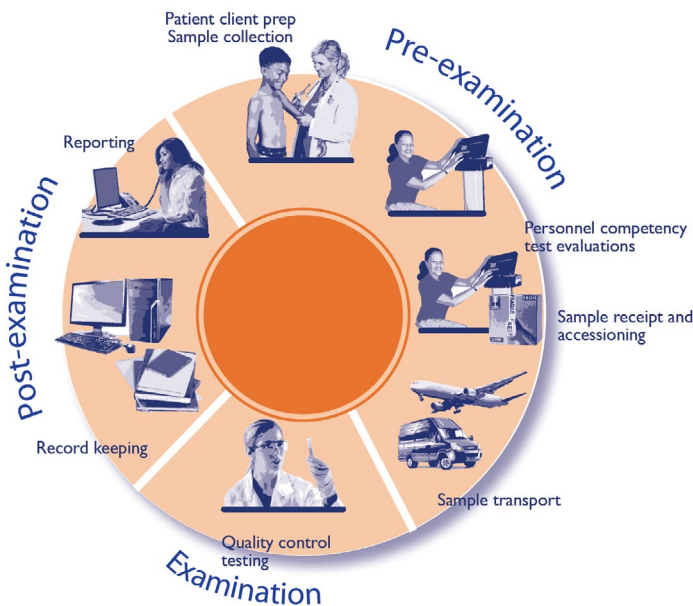 Patient client prep
Sample collection
Pre-examination
Reporting
Personnel competency
test evaluations
Post-examination
Sample receipt and
accessioning
Record keeping
Sample transport
Quality control
testing
Examination